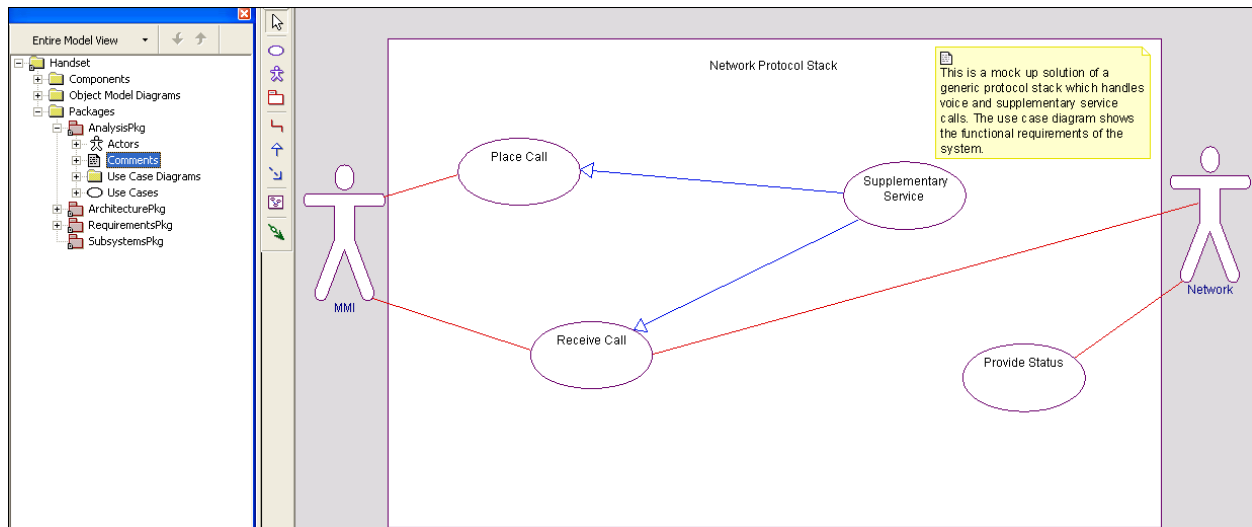 Entire Model View
Handset
Components
Object Model Diagrams
Packages
AnalysisPkg
Actors
Comments
Use Case Diagrams
Use Cases
ArchitecturePkg
RequirementsPkg
SubsystemsPkg
Network Protocol Stack
This is a mock up solution of a
generic protocol stack which handles
voice and supplementary service
calls. The use case diagram shows
the functional requirements of the
system.
Place Call
Supplementary
Service
MMI
Network
Receive Call
Provide Status